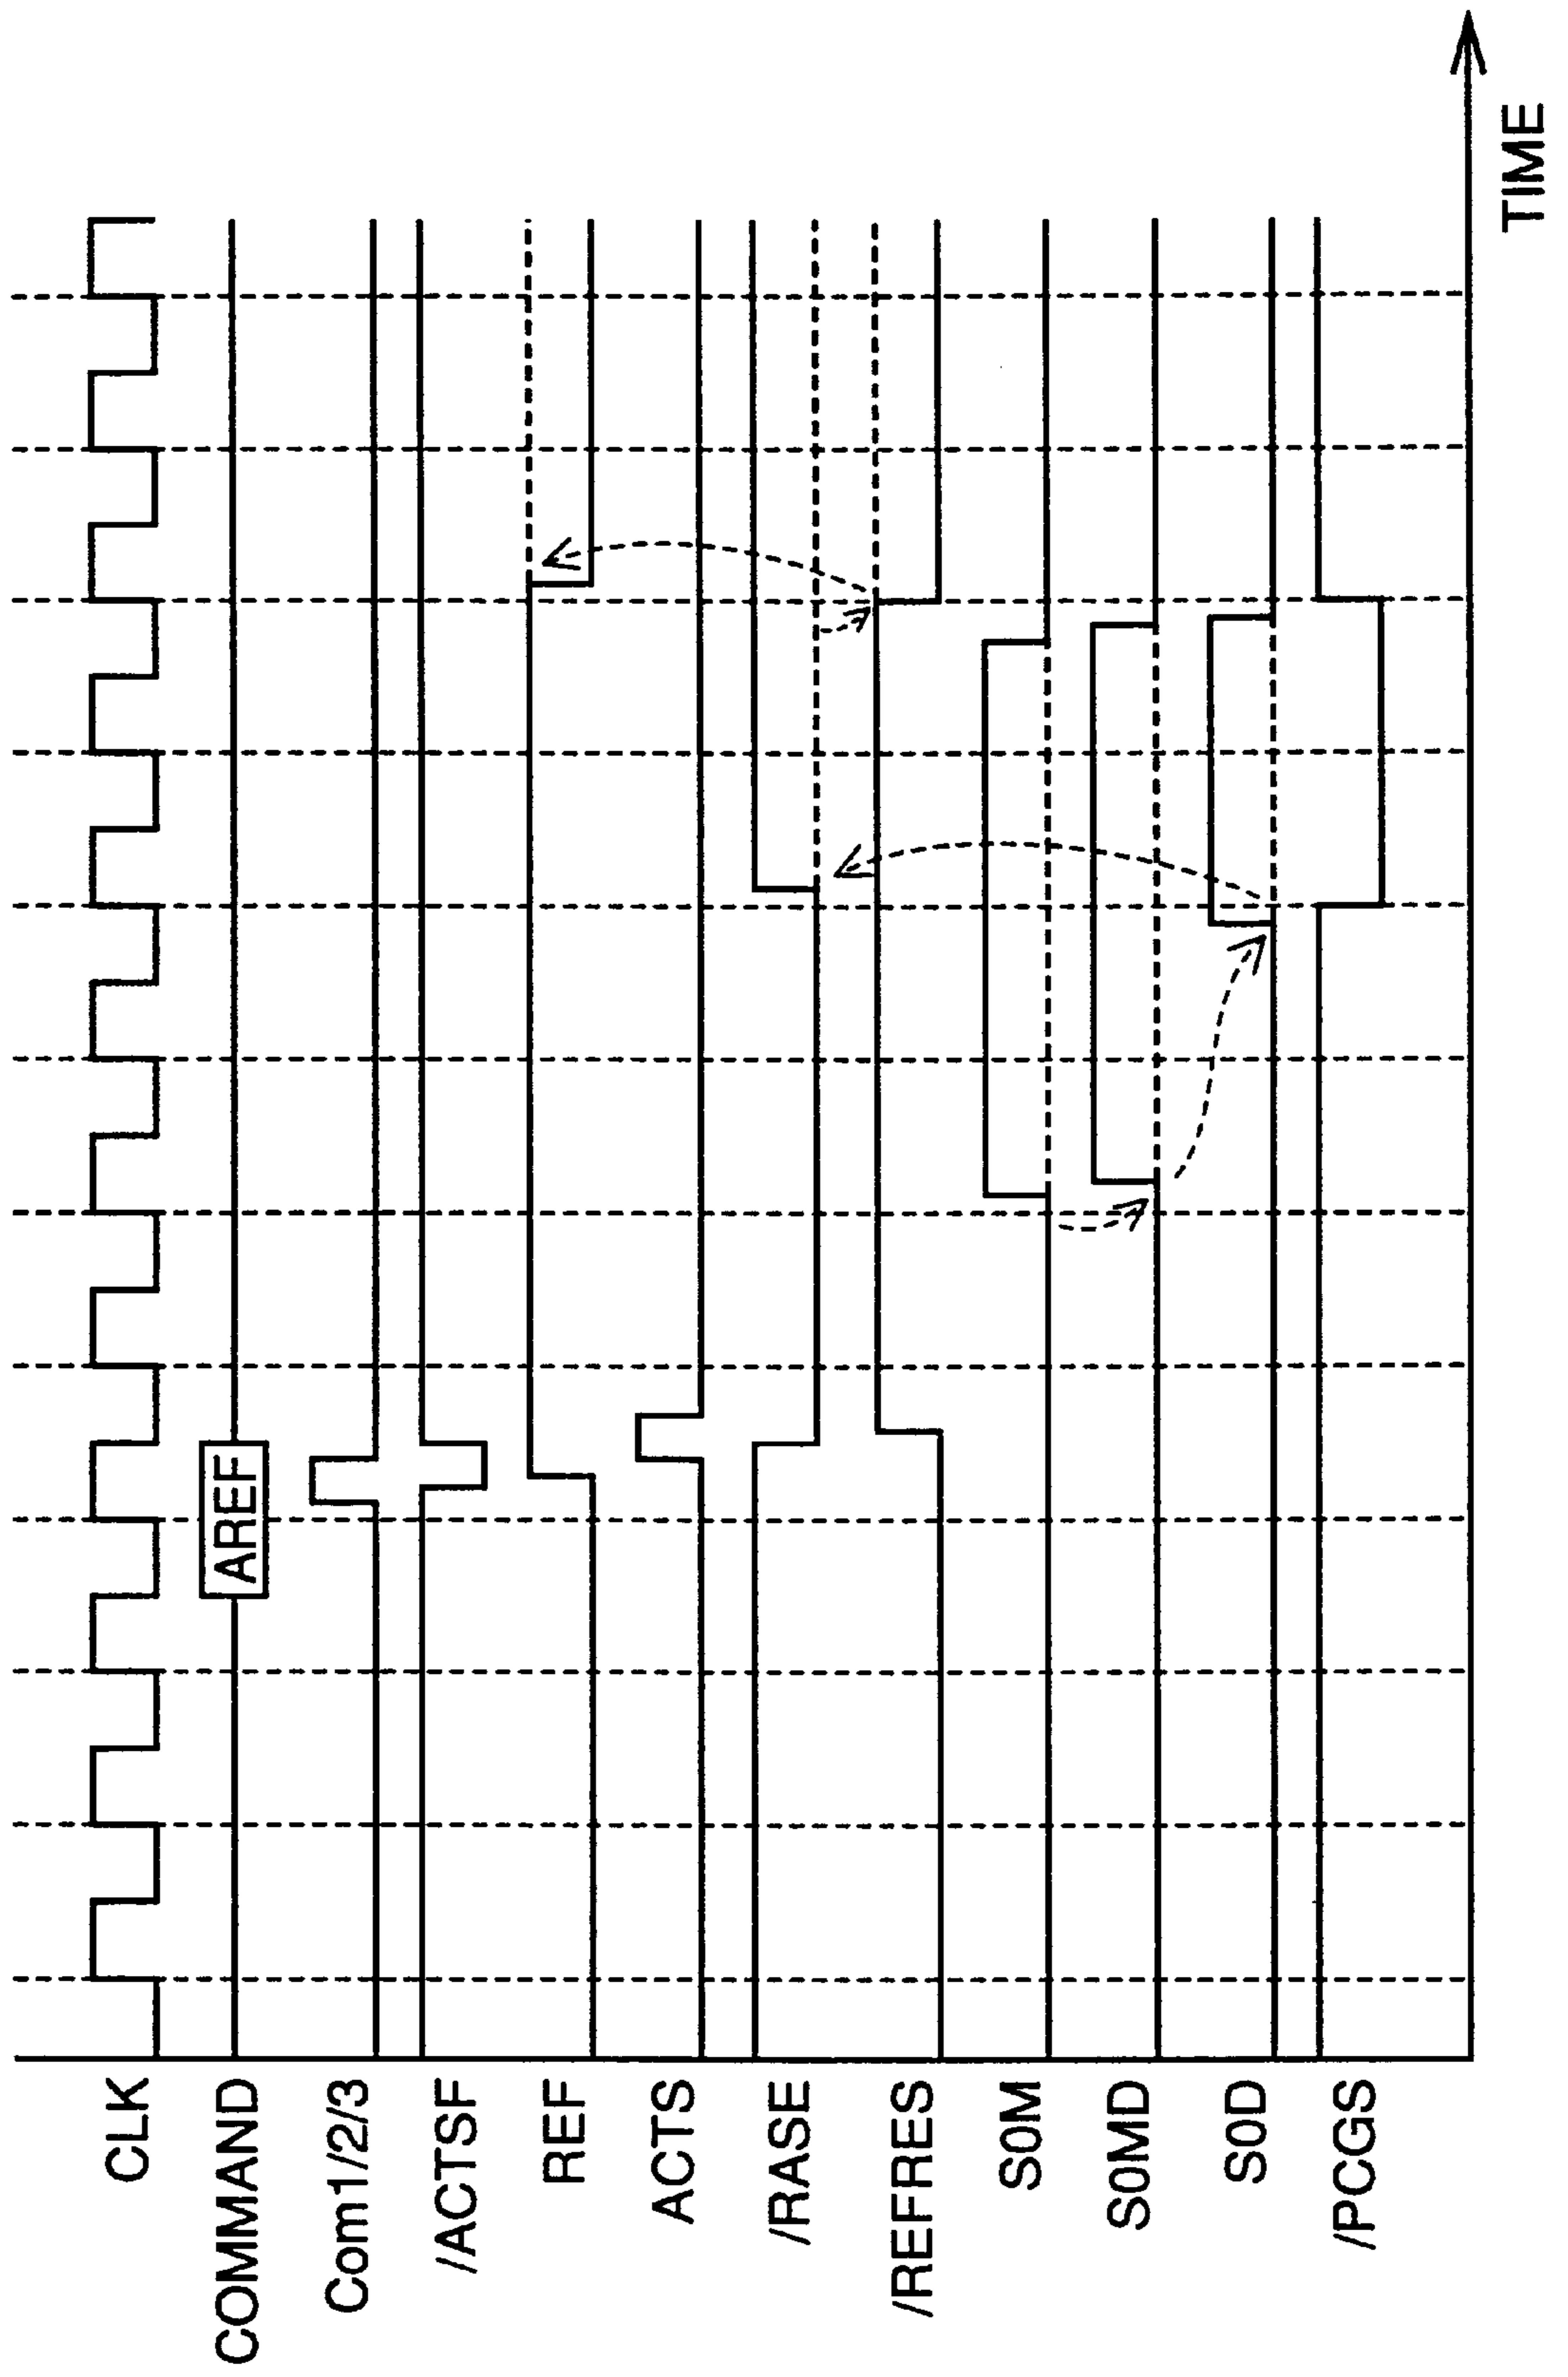 CLK
COMMAND
AREF
Com1/2/3
/ACTSF
REF
ACTS
/RASE
/REFRES
S0M
S0MD
S0D
/PCGS
TIME